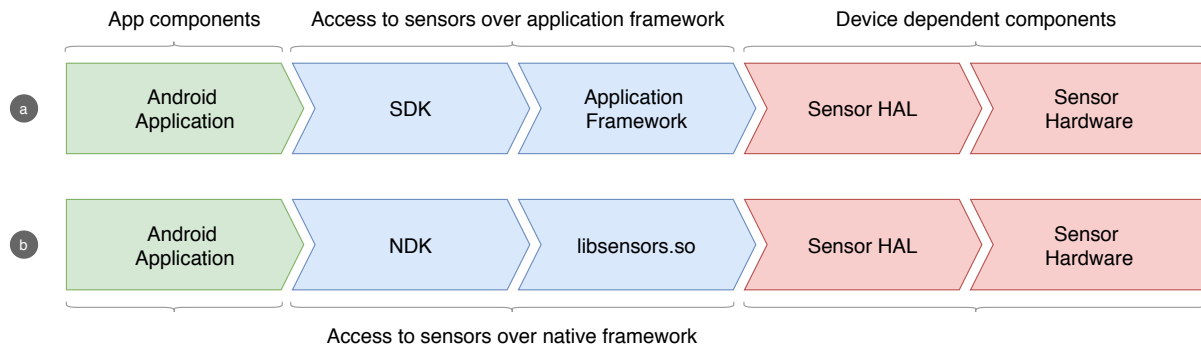 App components
Access to sensors over application framework
Device dependent components
a
Android
Application
SDK
Application
Framework
Sensor HAL
Sensor
Hardware
b
Android
Application
NDK
libsensors.so
Sensor HAL
Sensor
Hardware
Access to sensors over native framework